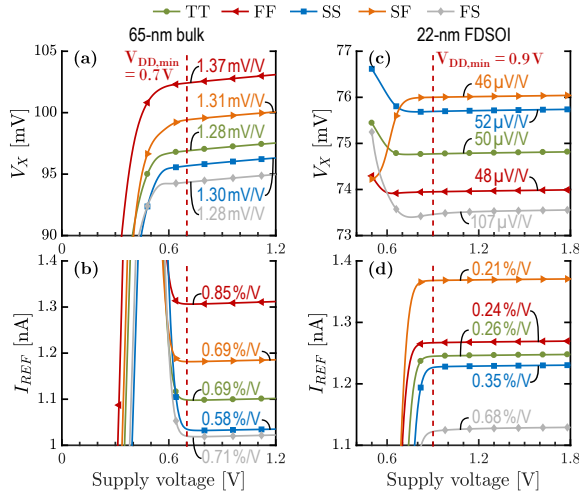 TT FF SS SF FS
65-nm bulk
22-nm FDSOI
(a)
V_DD,min
= 0.7 V
1.37 mV/V
1.31 mV/V
1.28 mV/V
1.30 mV/V
1.28 mV/V
V_X [mV]
105
100
95
90
0 0.6 1.2
(c)
V_DD,min = 0.9 V
46 µV/V
52 µV/V
50 µV/V
48 µV/V
107 µV/V
V_X [mV]
77
76
75
74
73
0 0.6 1.2 1.8
(b)
0.85 %/V
0.69 %/V
0.69 %/V
0.58 %/V
0.71 %/V
I_REF [nA]
1.4
1.3
1.2
1.1
1
0 0.6 1.2
Supply voltage [V]
(d)
0.21 %/V
0.24 %/V
0.26 %/V
0.35 %/V
0.68 %/V
I_REF [nA]
1.4
1.3
1.2
1.1
0 0.6 1.2 1.8
Supply voltage [V]